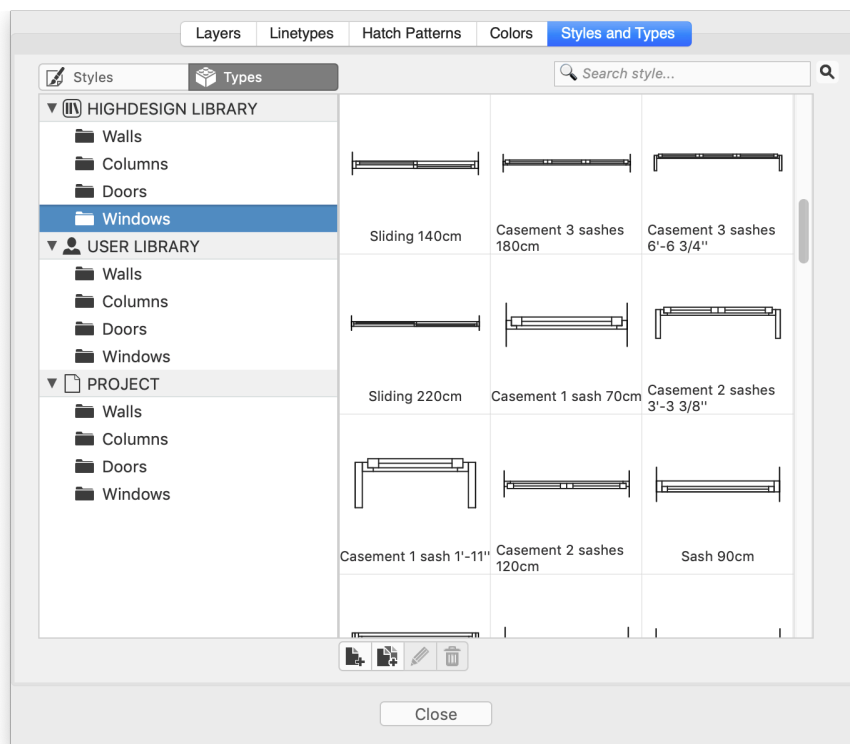 Layers Linetypes Hatch Patterns Colors Styles and Types
Styles Types Search style...
HIGHDESIGN LIBRARY
Walls
Columns
Doors
Windows
USER LIBRARY
Walls
Columns
Doors
Windows
PROJECT
Walls
Columns
Doors
Windows
Sliding 140cm
Casement 3 sashes
180cm
Casement 3 sashes
6'-6 3/4''
Sliding 220cm
Casement 1 sash 70cm
Casement 2 sashes
3'-3 3/8''
Casement 1 sash 1'-11''
Casement 2 sashes
120cm
Sash 90cm
Close